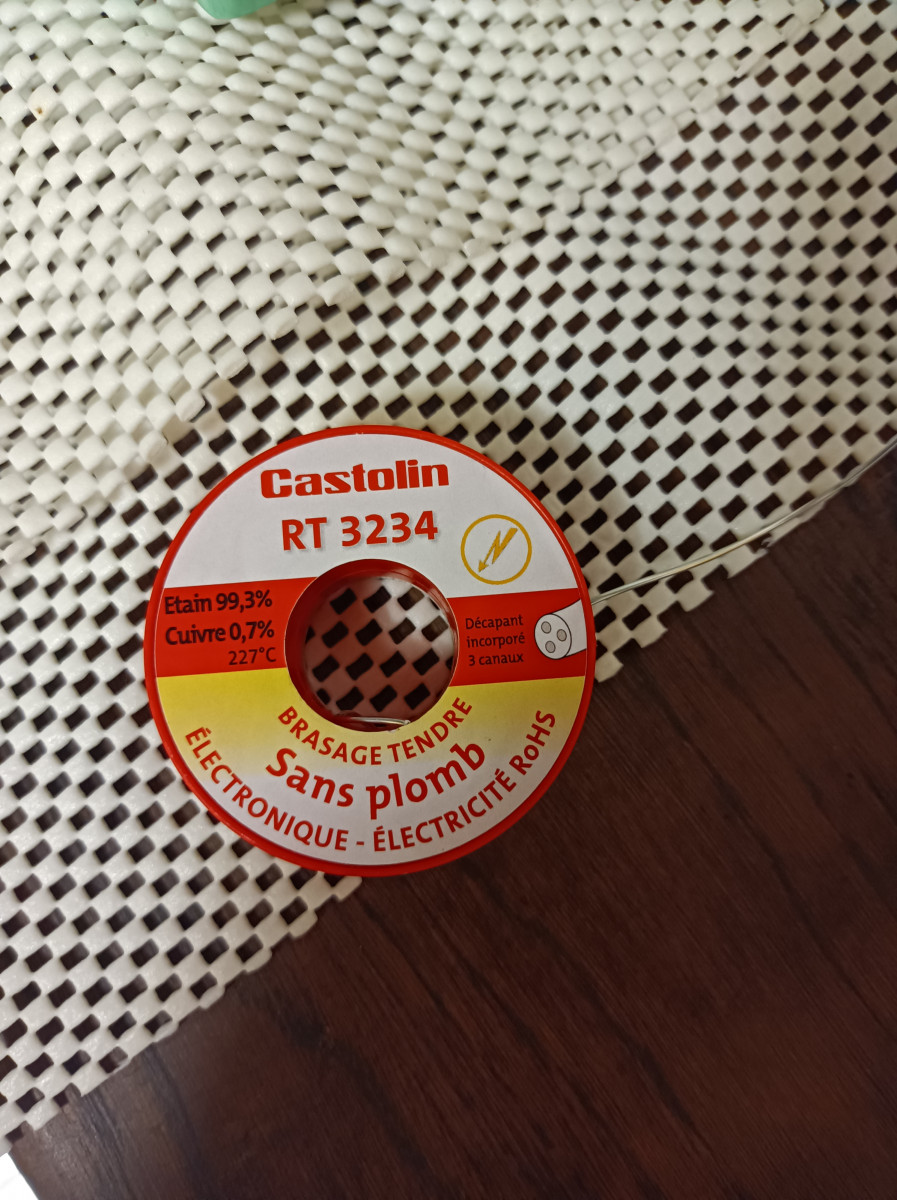 Castolin
RT 3234
Etain 99,3%
Cuivre 0,7%
227°C
Décapant
incorporé
3 canaux
BRASAGE TENDRE
Sans plomb
ÉLECTRONIQUE - ÉLECTRICITÉ RoHS